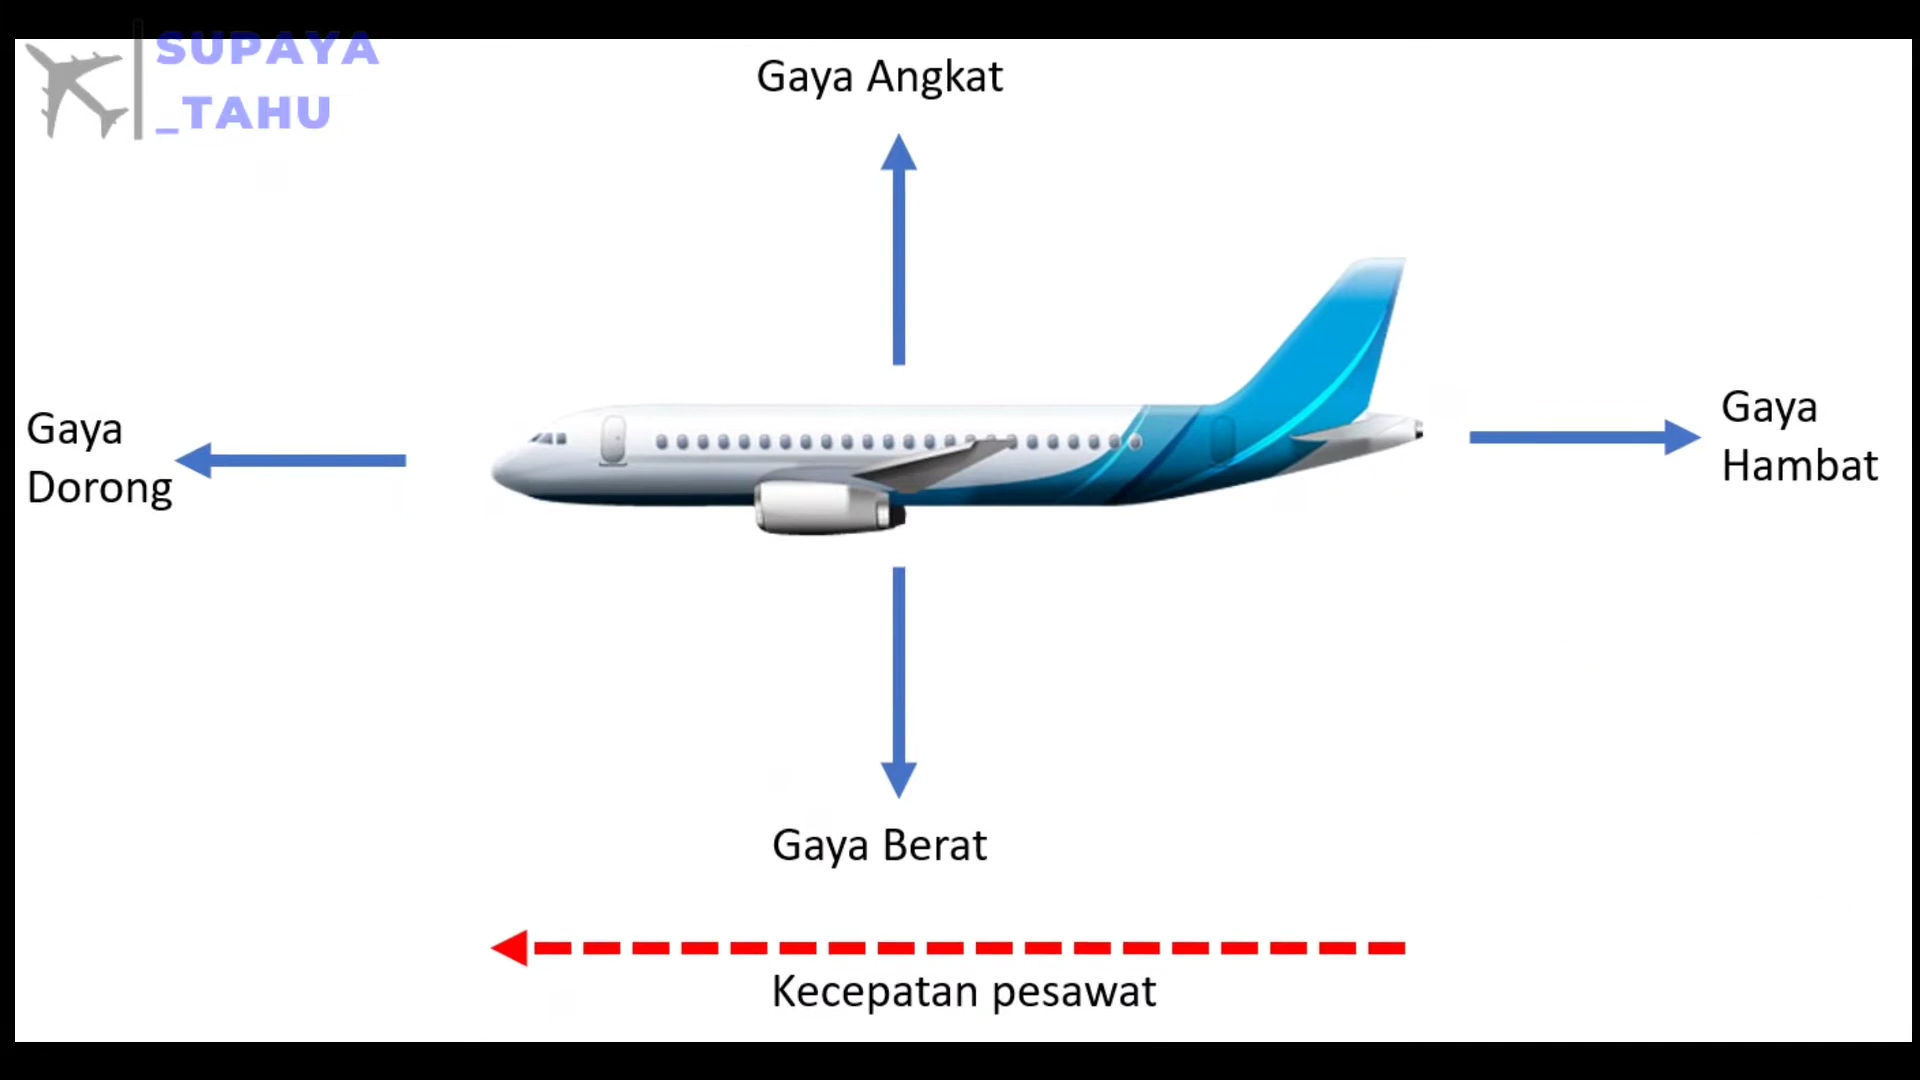 SUPAYA
_TAHU
Gaya Angkat
Gaya
Dorong
Gaya
Hambat
Gaya Berat
Kecepatan pesawat